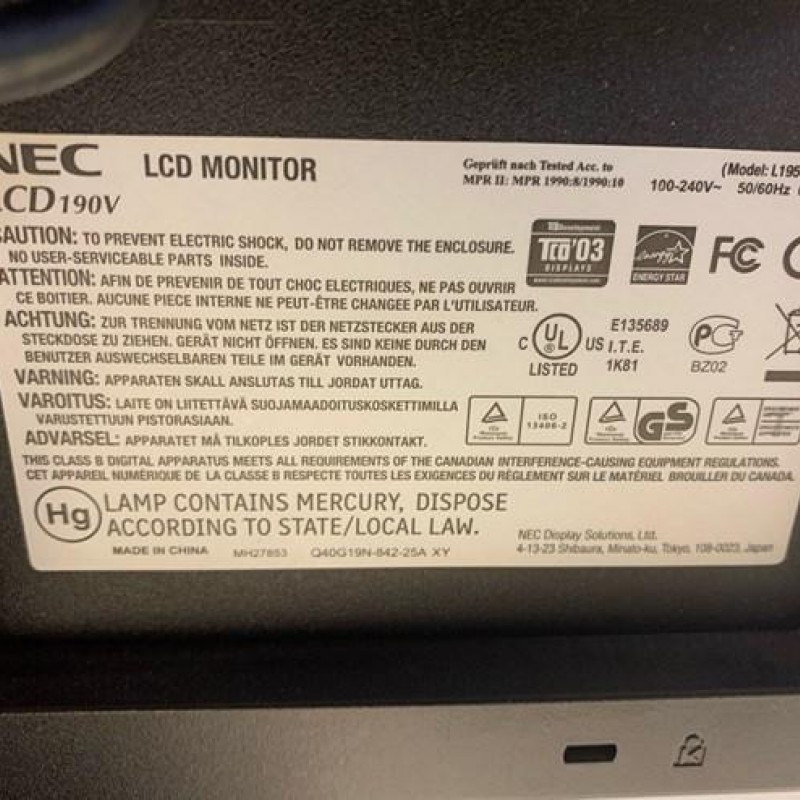 NEC LCD MONITOR
LCD190V
Geprüft nach Tested Acc. to
MPR II: MPR 1990:8/1990:10
(Model: L195
100-240V~ 50/60Hz
CAUTION: TO PREVENT ELECTRIC SHOCK, DO NOT REMOVE THE ENCLOSURE.
NO USER-SERVICEABLE PARTS INSIDE.
ATTENTION: AFIN DE PREVENIR DE TOUT CHOC ELECTRIQUES, NE PAS OUVRIR
CE BOITIER. AUCUNE PIECE INTERNE NE PEUT-ÊTRE CHANGEE PAR L'UTILISATEUR.
ACHTUNG: ZUR TRENNUNG VOM NETZ IST DER NETZSTECKER AUS DER
STECKDOSE ZU ZIEHEN. GERÄT NICHT ÖFFNEN. ES SIND KEINE DURCH DEN
BENUTZER AUSWECHSELBAREN TEILE IM GERÄT VORHANDEN.
VARNING: APPARATEN SKALL ANSLUTAS TILL JORDAT UTTAG.
VAROITUS: LAITE ON LIITETTÄVÄ SUOJAMAADOITUSKOSKETTIMILLA
VARUSTETTUUN PISTORASIAAN.
ADVARSEL: APPARATET MÅ TILKOPLES JORDET STIKKONTAKT.
TCO'03
DISPLAYS
energy
ENERGY STAR
FC
C UL US
LISTED
E135689
I.T.E.
1K81
PG
BZ02
ISO
13406-2
GS
THIS CLASS B DIGITAL APPARATUS MEETS ALL REQUIREMENTS OF THE CANADIAN INTERFERENCE-CAUSING EQUIPMENT REGULATIONS.
CET APPAREIL NUMÉRIQUE DE LA CLASSE B RESPECTE TOUTES LES EXIGENCES DU RÈGLEMENT SUR LE MATÉRIEL BROUILLER DU CANADA.
Hg LAMP CONTAINS MERCURY, DISPOSE
ACCORDING TO STATE/LOCAL LAW.
MADE IN CHINA MH27853 Q40G19N-842-25A XY
NEC Display Solutions, Ltd.
4-13-23 Shibaura, Minato-ku, Tokyo, 108-0023, Japan